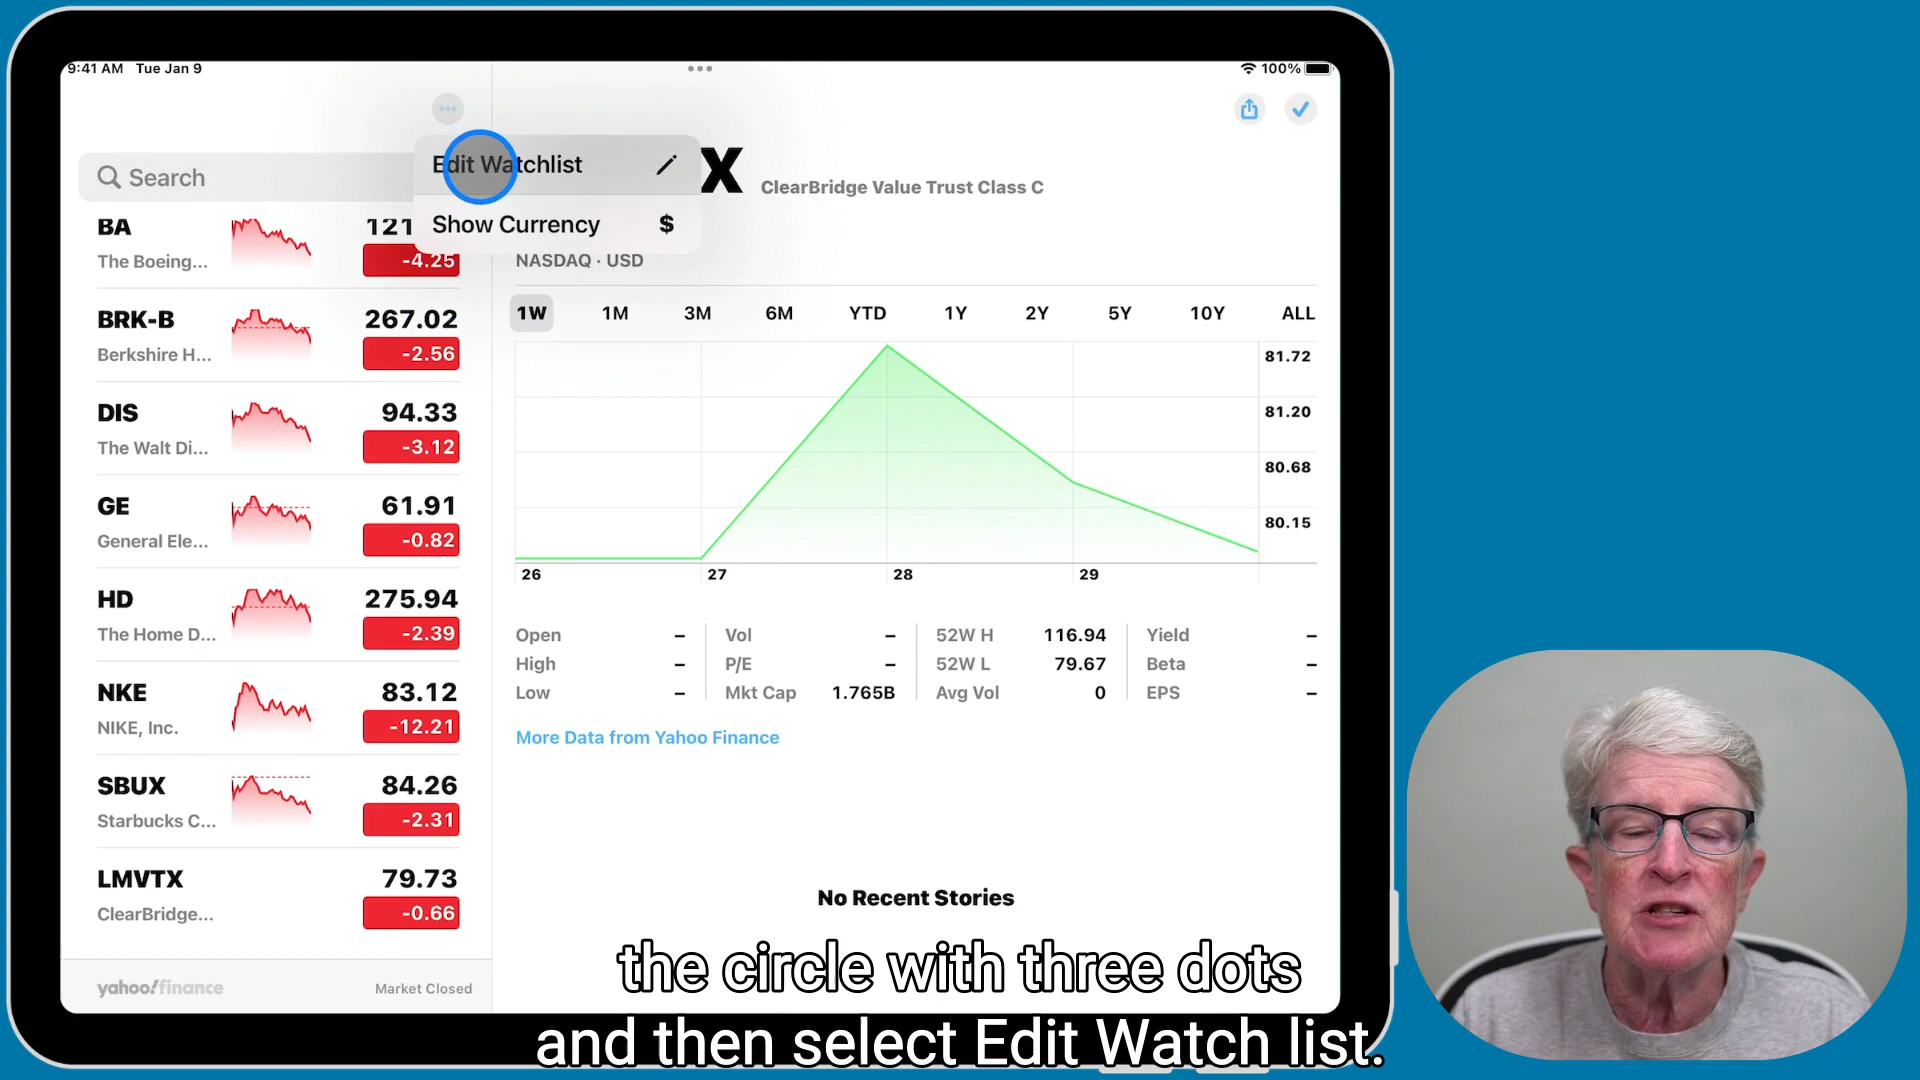 9:41 AM Tue Jan 9
100%
Edit Watchlist
Show Currency $
Search
X ClearBridge Value Trust Class C
NASDAQ · USD
BA 121
The Boeing... -4.25
BRK-B 267.02
Berkshire H... -2.56
DIS 94.33
The Walt Di... -3.12
GE 61.91
General Ele... -0.82
HD 275.94
The Home D... -2.39
NKE 83.12
NIKE, Inc. -12.21
SBUX 84.26
Starbucks C... -2.31
LMVTX 79.73
ClearBridge... -0.66
yahoo!finance Market Closed
1W 1M 3M 6M YTD 1Y 2Y 5Y 10Y ALL
81.72
81.20
80.68
80.15
26 27 28 29
Open – Vol – 52W H 116.94 Yield –
High – P/E – 52W L 79.67 Beta –
Low – Mkt Cap 1.765B Avg Vol 0 EPS –
More Data from Yahoo Finance
No Recent Stories
the circle with three dots
and then select Edit Watch list.